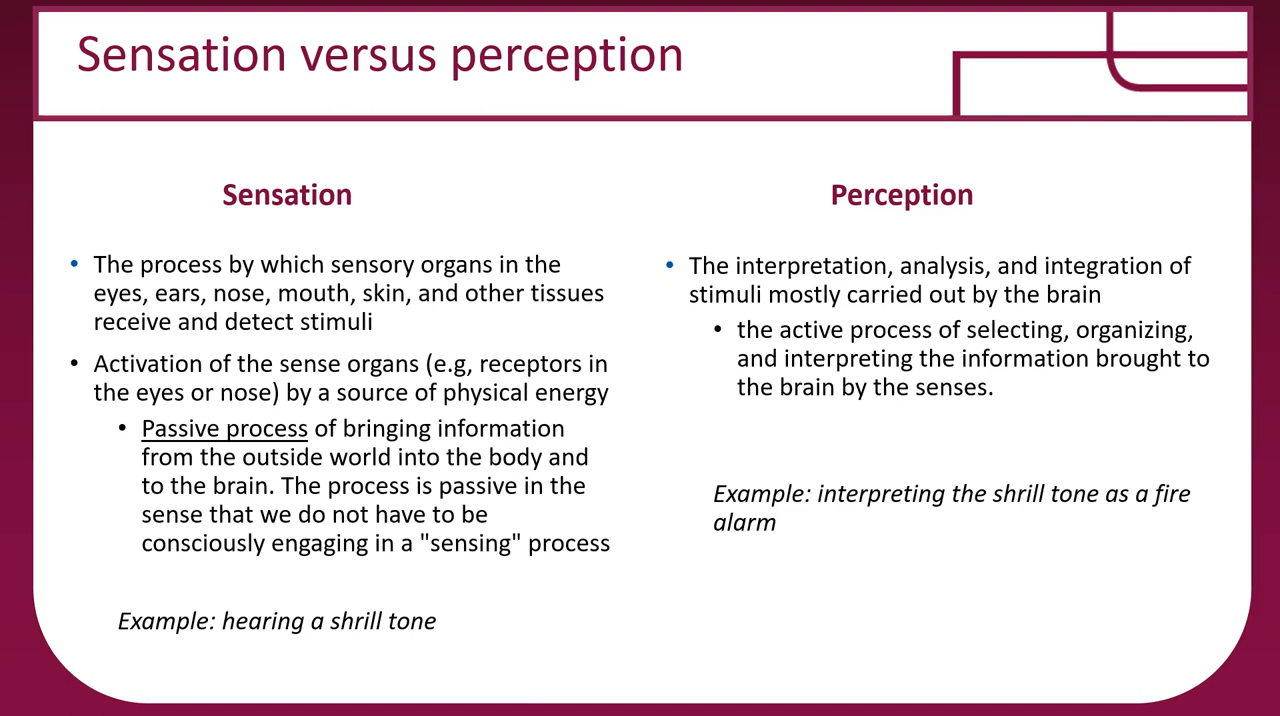 Sensation versus perception
Sensation
• The process by which sensory organs in the
eyes, ears, nose, mouth, skin, and other tissues
receive and detect stimuli
• Activation of the sense organs (e.g, receptors in
the eyes or nose) by a source of physical energy
• Passive process of bringing information
from the outside world into the body and
to the brain. The process is passive in the
sense that we do not have to be
consciously engaging in a "sensing" process
Example: hearing a shrill tone
Perception
• The interpretation, analysis, and integration of
stimuli mostly carried out by the brain
• the active process of selecting, organizing,
and interpreting the information brought to
the brain by the senses.
Example: interpreting the shrill tone as a fire
alarm